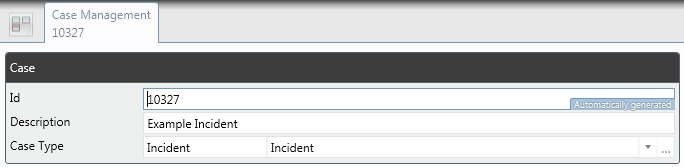 Case Management
10327
Case
Id 10327
Automatically generated
Description Example Incident
Case Type Incident Incident ...